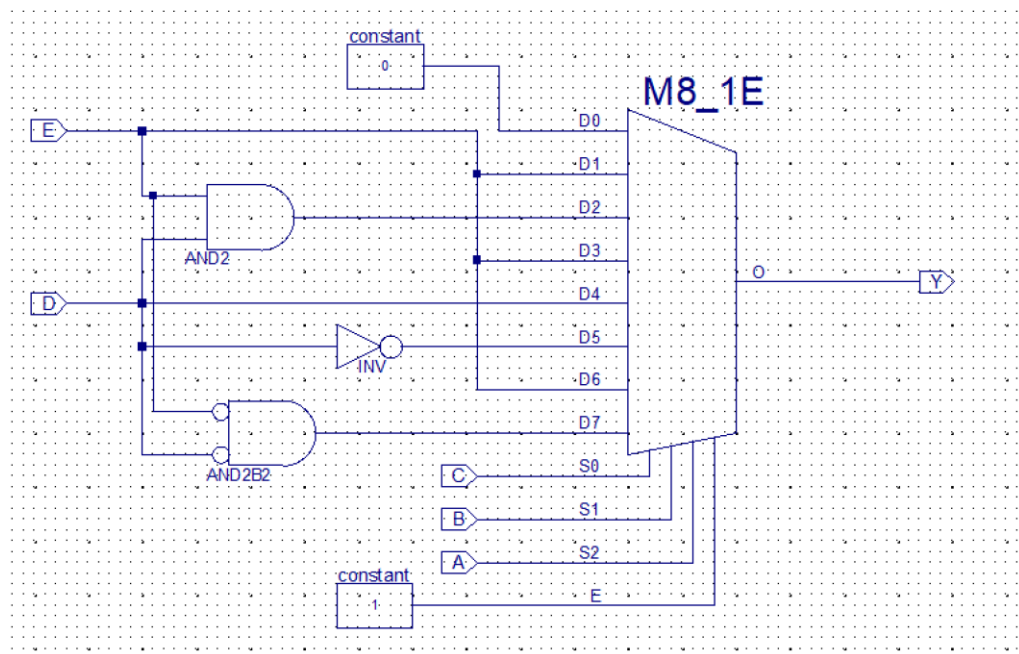 constant
0
M8_1E
E
D0
D1
AND2
D2
D3
D
D4
INV
D5
D6
AND2B2
D7
O
Y
C
S0
B
S1
A
S2
constant
1
E